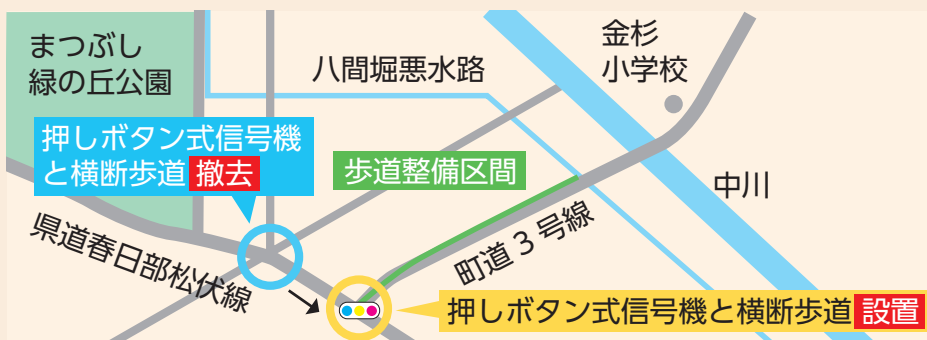 まつぶし
緑の丘公園
八間堀悪水路
金杉
小学校
押しボタン式信号機
と横断歩道 撤去
歩道整備区間
中川
県道春日部松伏線
町道3号線
押しボタン式信号機と横断歩道 設置